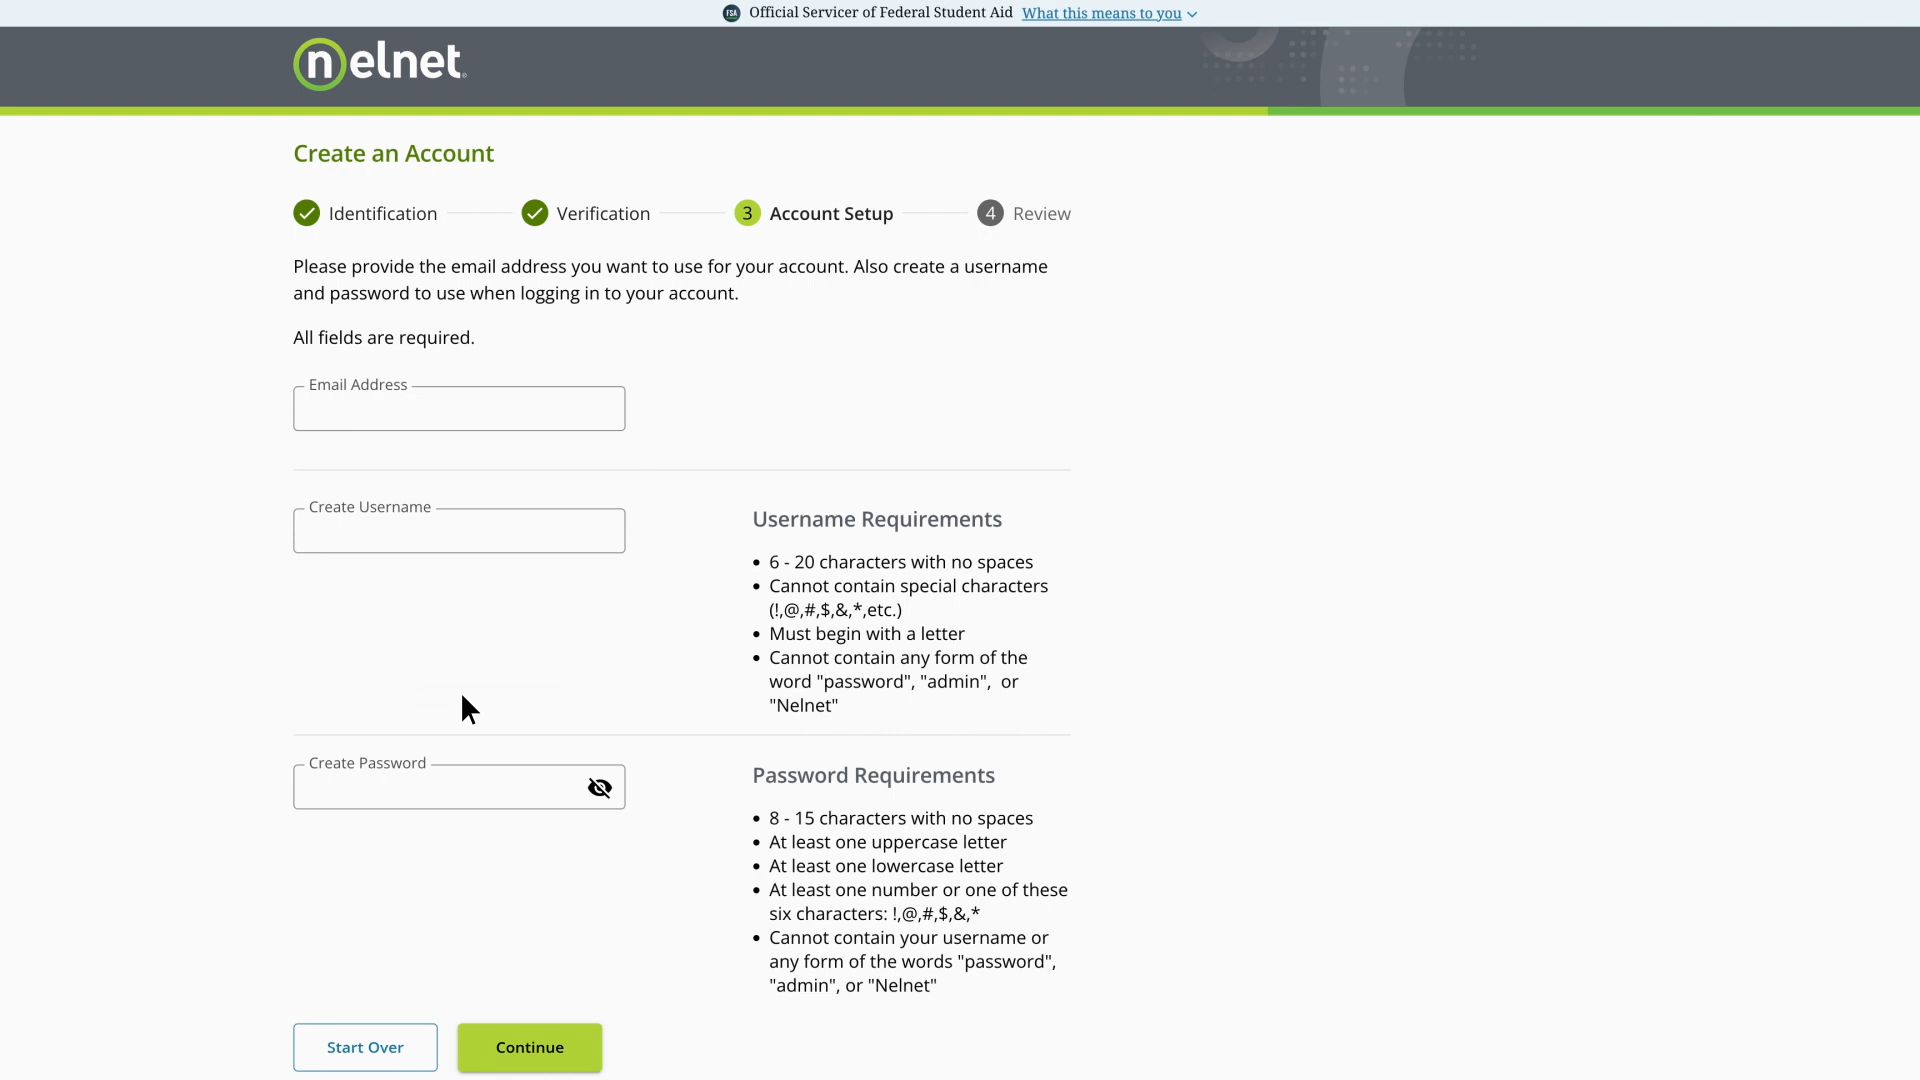 FSA Official Servicer of Federal Student Aid What this means to you
nelnet
Create an Account
Identification Verification 3 Account Setup 4 Review
Please provide the email address you want to use for your account. Also create a username
and password to use when logging in to your account.
All fields are required.
Email Address
Create Username
Username Requirements
• 6 - 20 characters with no spaces
• Cannot contain special characters
(!,@,#,$,&,*,etc.)
• Must begin with a letter
• Cannot contain any form of the
word "password", "admin", or
"Nelnet"
Create Password
Password Requirements
• 8 - 15 characters with no spaces
• At least one uppercase letter
• At least one lowercase letter
• At least one number or one of these
six characters: !,@,#,$,&,*
• Cannot contain your username or
any form of the words "password",
"admin", or "Nelnet"
Start Over Continue